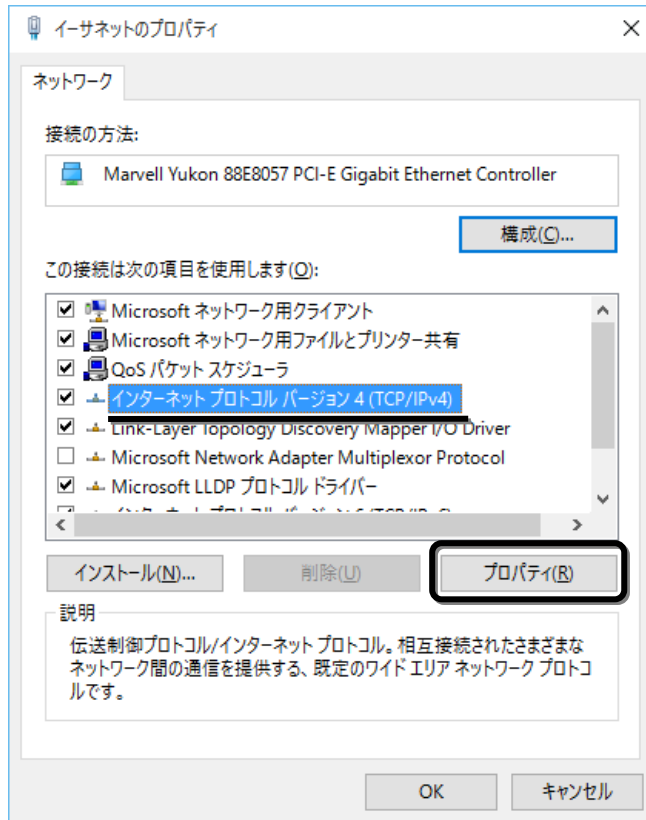 イーサネットのプロパティ
ネットワーク
接続の方法:
Marvell Yukon 88E8057 PCI-E Gigabit Ethernet Controller
構成(C)...
この接続は次の項目を使用します(O):
Microsoft ネットワーク用クライアント
Microsoft ネットワーク用ファイルとプリンター共有
QoS パケット スケジューラ
インターネット プロトコル バージョン 4 (TCP/IPv4)
Link-Layer Topology Discovery Mapper I/O Driver
Microsoft Network Adapter Multiplexor Protocol
Microsoft LLDP プロトコル ドライバー
インストール(N)...
削除(U)
プロパティ(R)
説明
伝送制御プロトコル/インターネット プロトコル。相互接続されたさまざまな
ネットワーク間の通信を提供する、既定のワイド エリア ネットワーク プロトコ
ルです。
OK
キャンセル